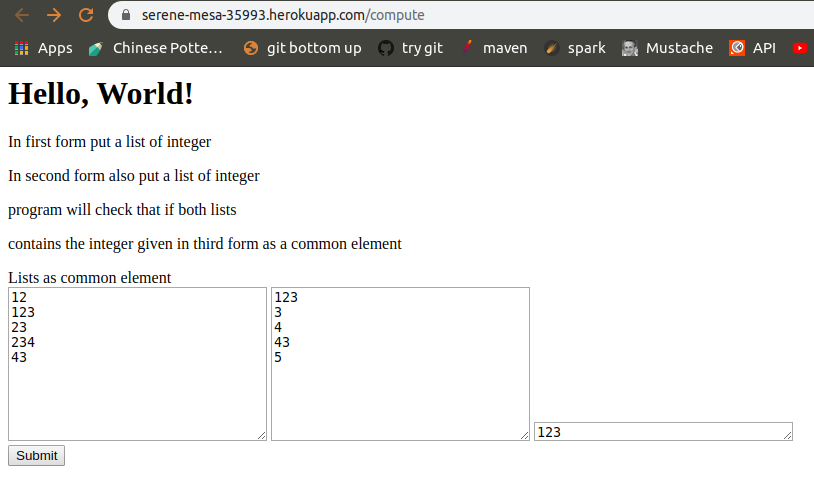 serene-mesa-35993.herokuapp.com/compute
Apps Chinese Potte... git bottom up try git maven spark Mustache API
Hello, World!
In first form put a list of integer
In second form also put a list of integer
program will check that if both lists
contains the integer given in third form as a common element
Lists as common element
12
123
23
234
43
123
3
4
43
5
123
Submit